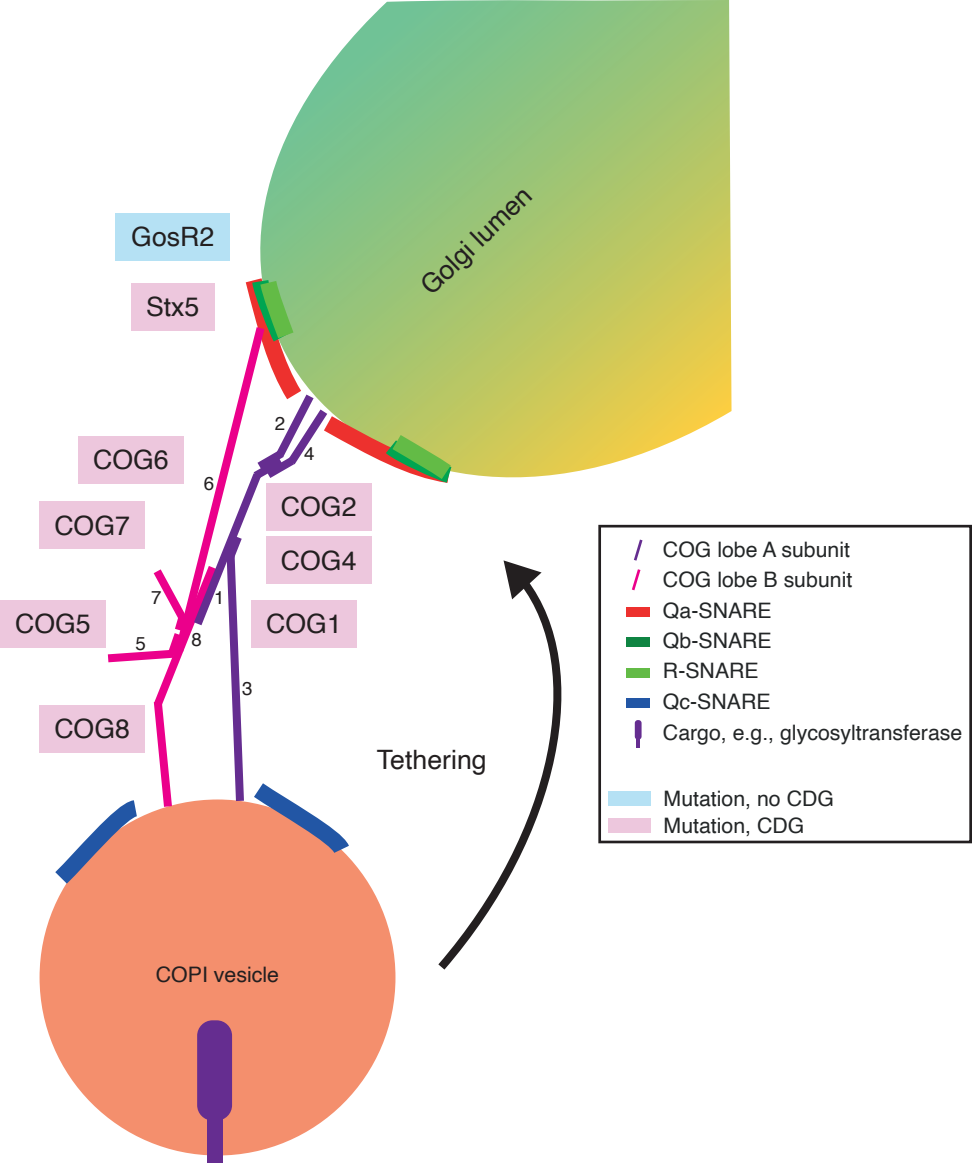 Golgi lumen
GosR2
Stx5
2
4
COG6
6
COG2
COG7
COG4
7
1
COG5
COG1
5
8
3
COG8
Tethering
COPI vesicle
COG lobe A subunit
COG lobe B subunit
Qa-SNARE
Qb-SNARE
R-SNARE
Qc-SNARE
Cargo, e.g., glycosyltransferase
Mutation, no CDG
Mutation, CDG